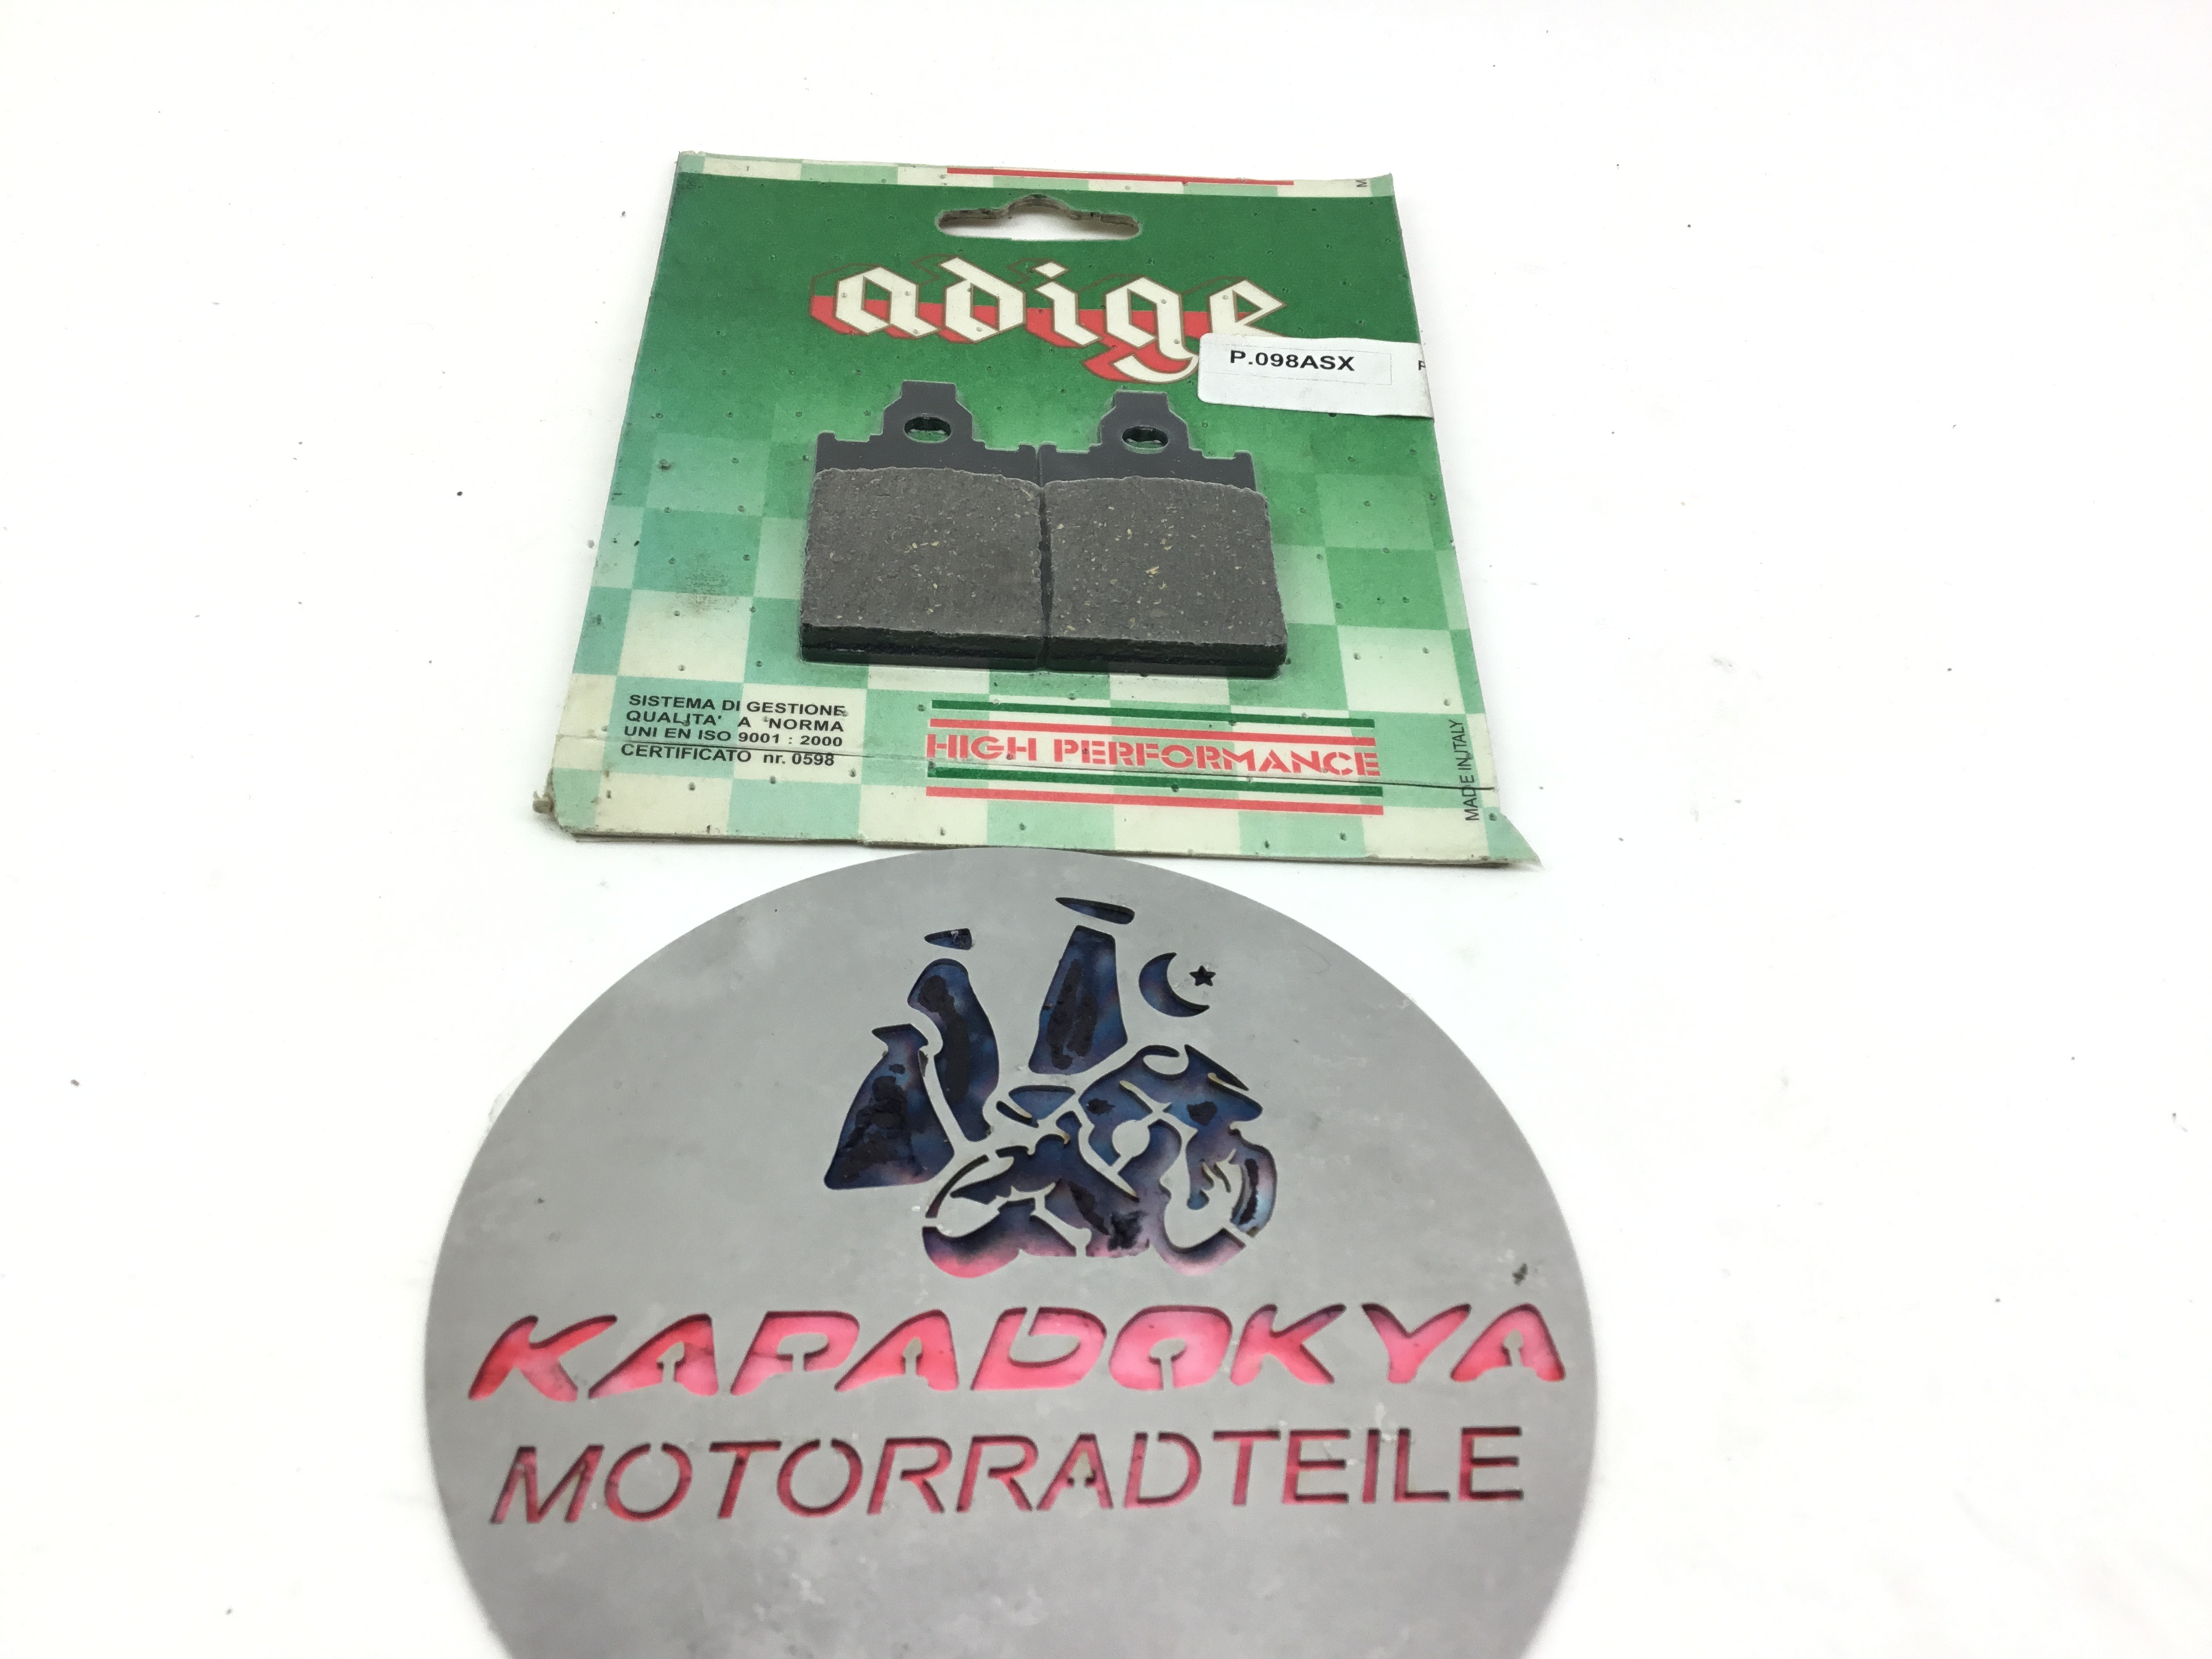 adige
P.098ASX
SISTEMA DI GESTIONE
QUALITA' A NORMA
UNI EN ISO 9001 : 2000
CERTIFICATO nr. 0598
HIGH PERFORMANCE
MADE IN ITALY
KAPADOKYA
MOTORRADTEILE